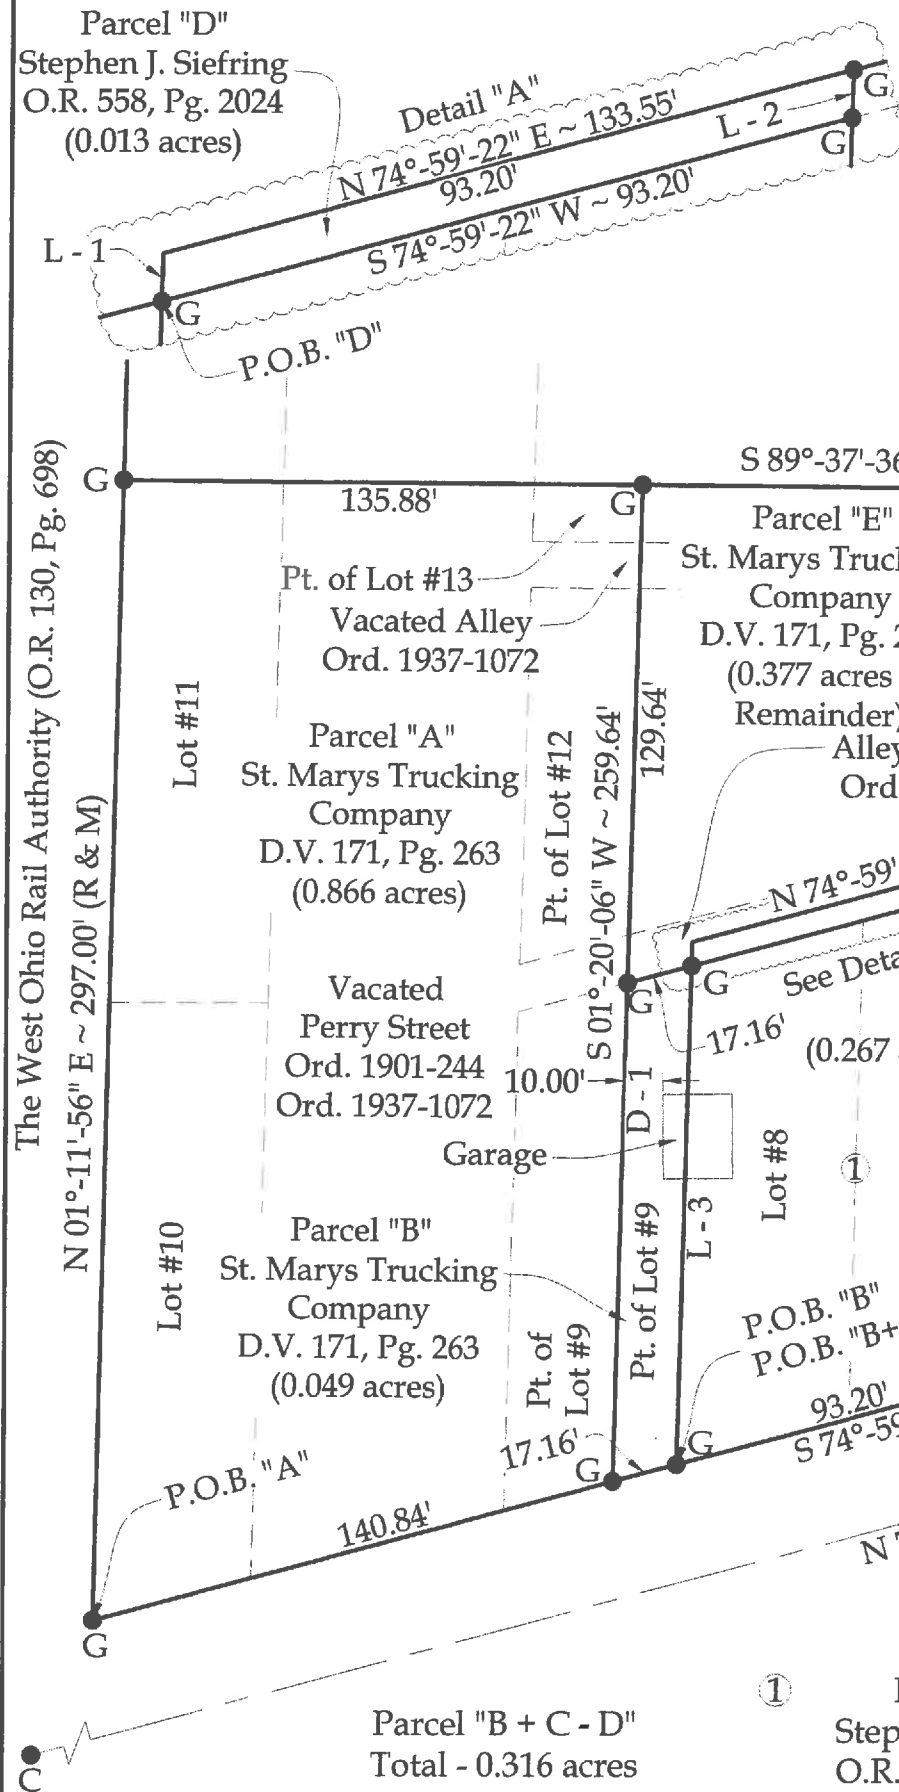 Parcel "D"
Stephen J. Siefring
O.R. 558, Pg. 2024
(0.013 acres)
Detail "A"
N 74°-59'-22" E ~ 133.55'
93.20'
S 74°-59'-22" W ~ 93.20'
L - 2
G
G
L - 1
G
P.O.B. "D"
The West Ohio Rail Authority (O.R. 130, Pg. 698)
N 01°-11'-56" E ~ 297.00' (R & M)
G
135.88'
G
S 89°-37'-36
Pt. of Lot #13
Vacated Alley
Ord. 1937-1072
Parcel "E"
St. Marys Truc
Company
D.V. 171, Pg.
(0.377 acres
Remainder)
Alley
Ord
Lot #11
Parcel "A"
St. Marys Trucking
Company
D.V. 171, Pg. 263
(0.866 acres)
Pt. of Lot #12
S 01°-20'-06" W ~ 259.64'
129.64'
N 74°-59'
See Deta
G
G
17.16'
(0.267
Vacated
Perry Street
Ord. 1901-244
Ord. 1937-1072
10.00'
D - 1
Garage
Lot #8
1
L - 3
Pt. of Lot #9
Lot #10
Parcel "B"
St. Marys Trucking
Company
D.V. 171, Pg. 263
(0.049 acres)
Pt. of
Lot #9
P.O.B. "B"
P.O.B. "B+
93.20'
S 74°-59
17.16'
G
G
P.O.B. "A"
140.84'
G
N 7
C
Parcel "B + C - D"
Total - 0.316 acres
1
Step
O.R.